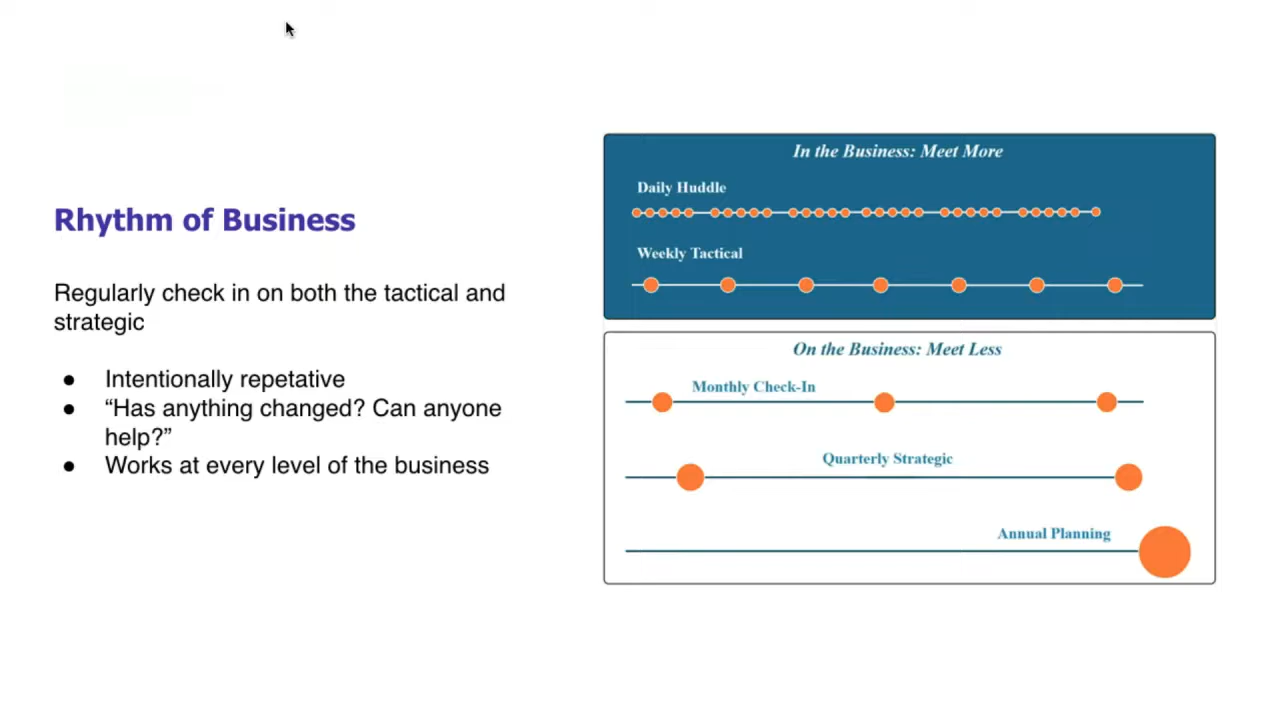 Rhythm of Business
Regularly check in on both the tactical and
strategic
● Intentionally repetative
● “Has anything changed? Can anyone
help?”
● Works at every level of the business
In the Business: Meet More
Daily Huddle
Weekly Tactical
On the Business: Meet Less
Monthly Check-In
Quarterly Strategic
Annual Planning